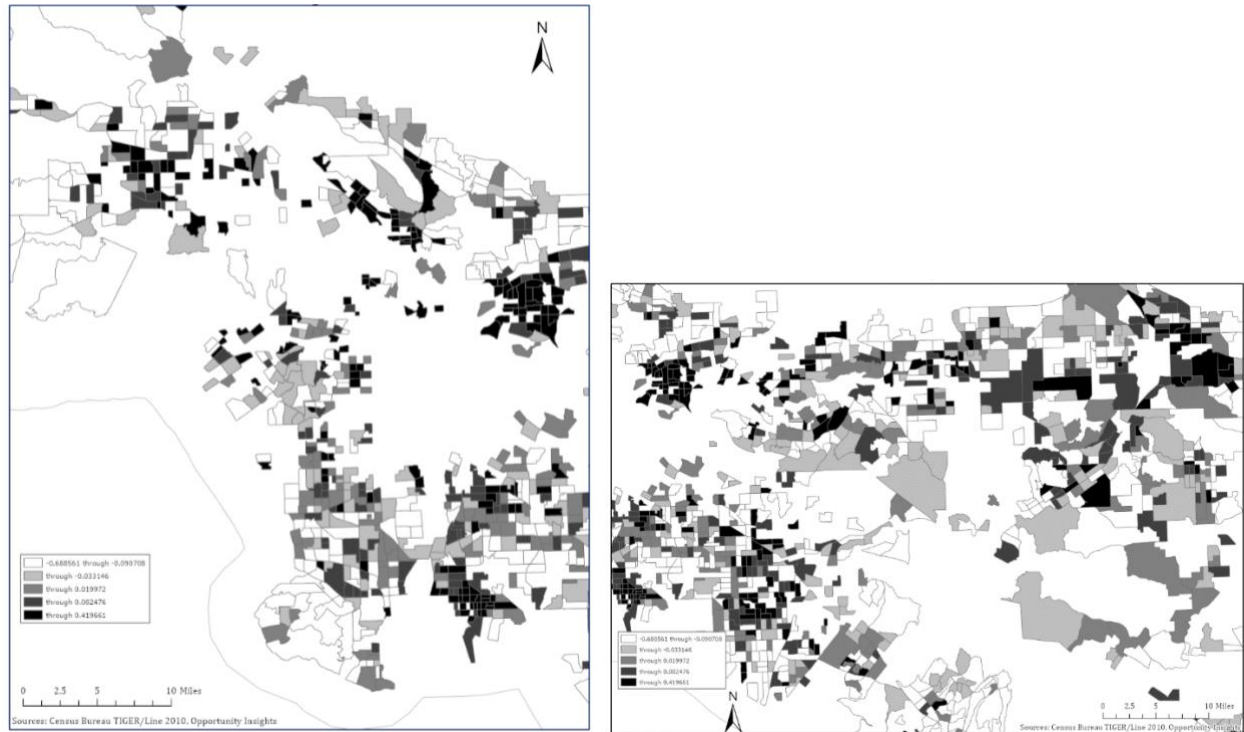 N
-0.688561 through -0.090708
through -0.033146
through 0.019972
through 0.082476
through 0.419661
0 2.5 5 10 Miles
Sources: Census Bureau TIGER/Line 2010, Opportunity Insights
-0.688561 through -0.090708
through -0.033146
through 0.019972
through 0.082476
through 0.419661
N
0 2.5 5 10 Miles
Sources: Census Bureau TIGER/Line 2010, Opportunity Insights